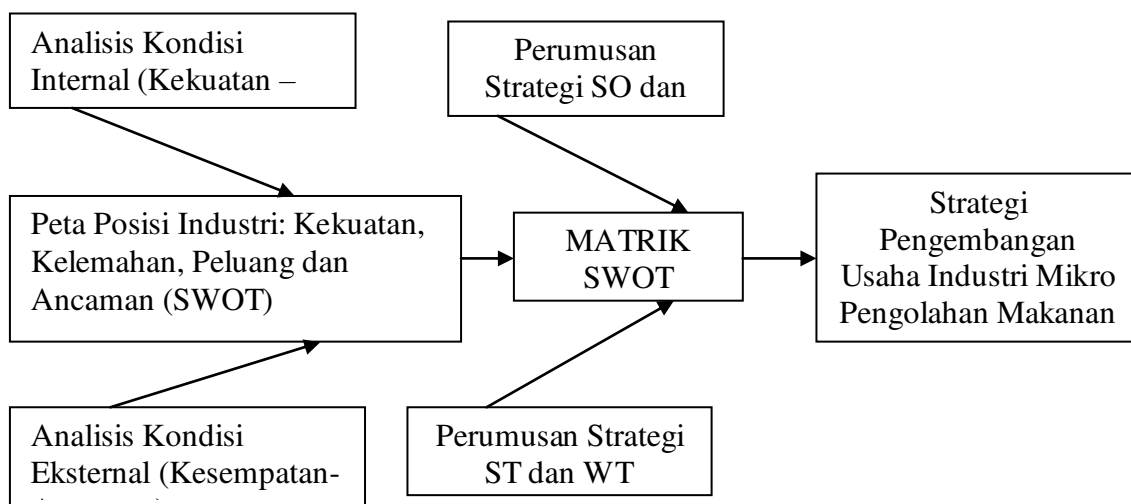 Analisis Kondisi
Internal (Kekuatan –
Perumusan
Strategi SO dan
Peta Posisi Industri: Kekuatan,
Kelemahan, Peluang dan
Ancaman (SWOT)
MATRIK
SWOT
Strategi
Pengembangan
Usaha Industri Mikro
Pengolahan Makanan
Analisis Kondisi
Eksternal (Kesempatan-
Perumusan Strategi
ST dan WT